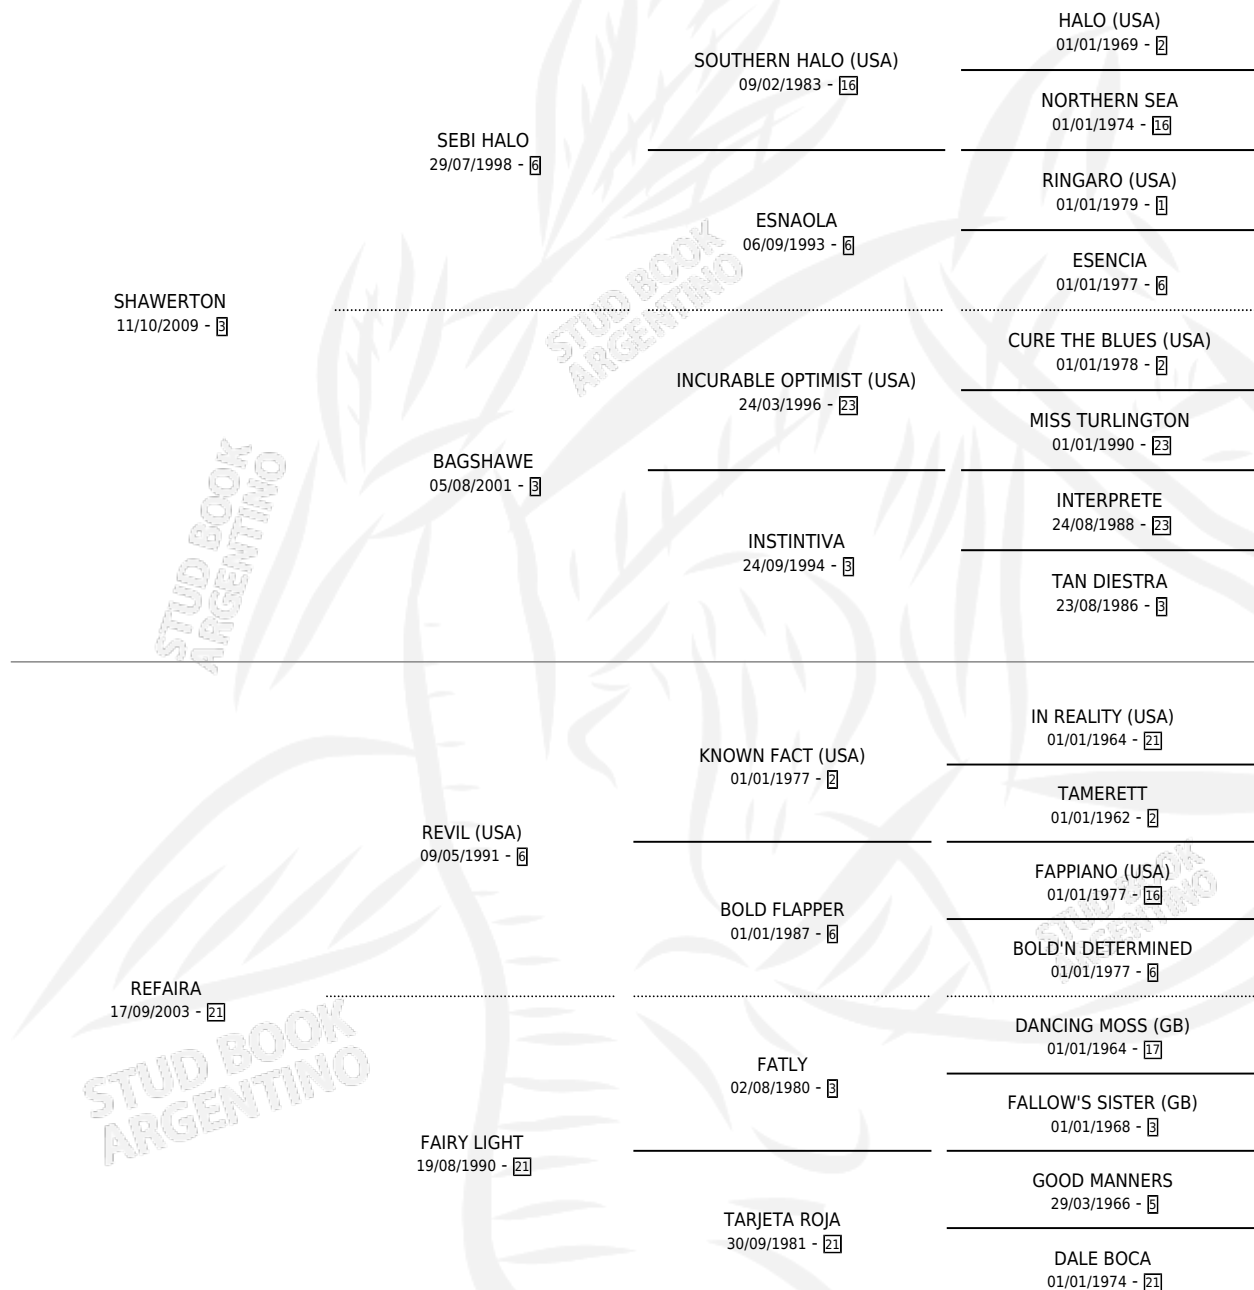 HALO (USA)
01/01/1969 - 2
SOUTHERN HALO (USA)
09/02/1983 - 16
NORTHERN SEA
01/01/1974 - 16
SEBI HALO
29/07/1998 - 6
RINGARO (USA)
01/01/1979 - 1
ESNAOLA
06/09/1993 - 6
ESENCIA
01/01/1977 - 6
SHAWERTON
11/10/2009 - 3
STUD BOOK
ARGENTINO
CURE THE BLUES (USA)
01/01/1978 - 2
INCURABLE OPTIMIST (USA)
24/03/1996 - 23
MISS TURLINGTON
01/01/1990 - 23
BAGSHAWE
05/08/2001 - 3
INTERPRETE
24/08/1988 - 23
INSTINTIVA
24/09/1994 - 3
TAN DIESTRA
23/08/1986 - 3
STUD BOOK
ARGENTINO
IN REALITY (USA)
01/01/1964 - 21
KNOWN FACT (USA)
01/01/1977 - 2
TAMERETT
01/01/1962 - 2
REVIL (USA)
09/05/1991 - 6
FAPPIANO (USA)
01/01/1977 - 16
BOLD FLAPPER
01/01/1987 - 6
BOLD'N DETERMINED
01/01/1977 - 6
STUD BOOK
ARGENTINO
REFAIRA
17/09/2003 - 21
DANCING MOSS (GB)
01/01/1964 - 17
FATLY
02/08/1980 - 3
FALLOW'S SISTER (GB)
01/01/1968 - 3
STUD BOOK
ARGENTINO
FAIRY LIGHT
19/08/1990 - 21
GOOD MANNERS
29/03/1966 - 5
TARJETA ROJA
30/09/1981 - 21
DALE BOCA
01/01/1974 - 21